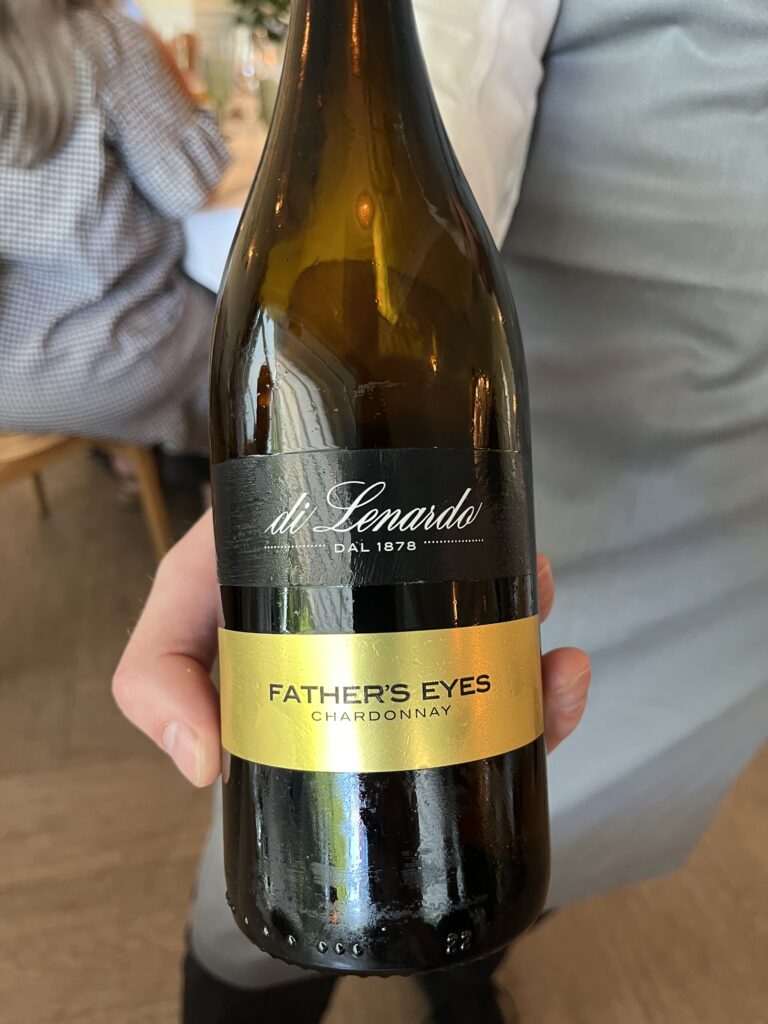 di Lenardo
DAL 1878
FATHER'S EYES
CHARDONNAY